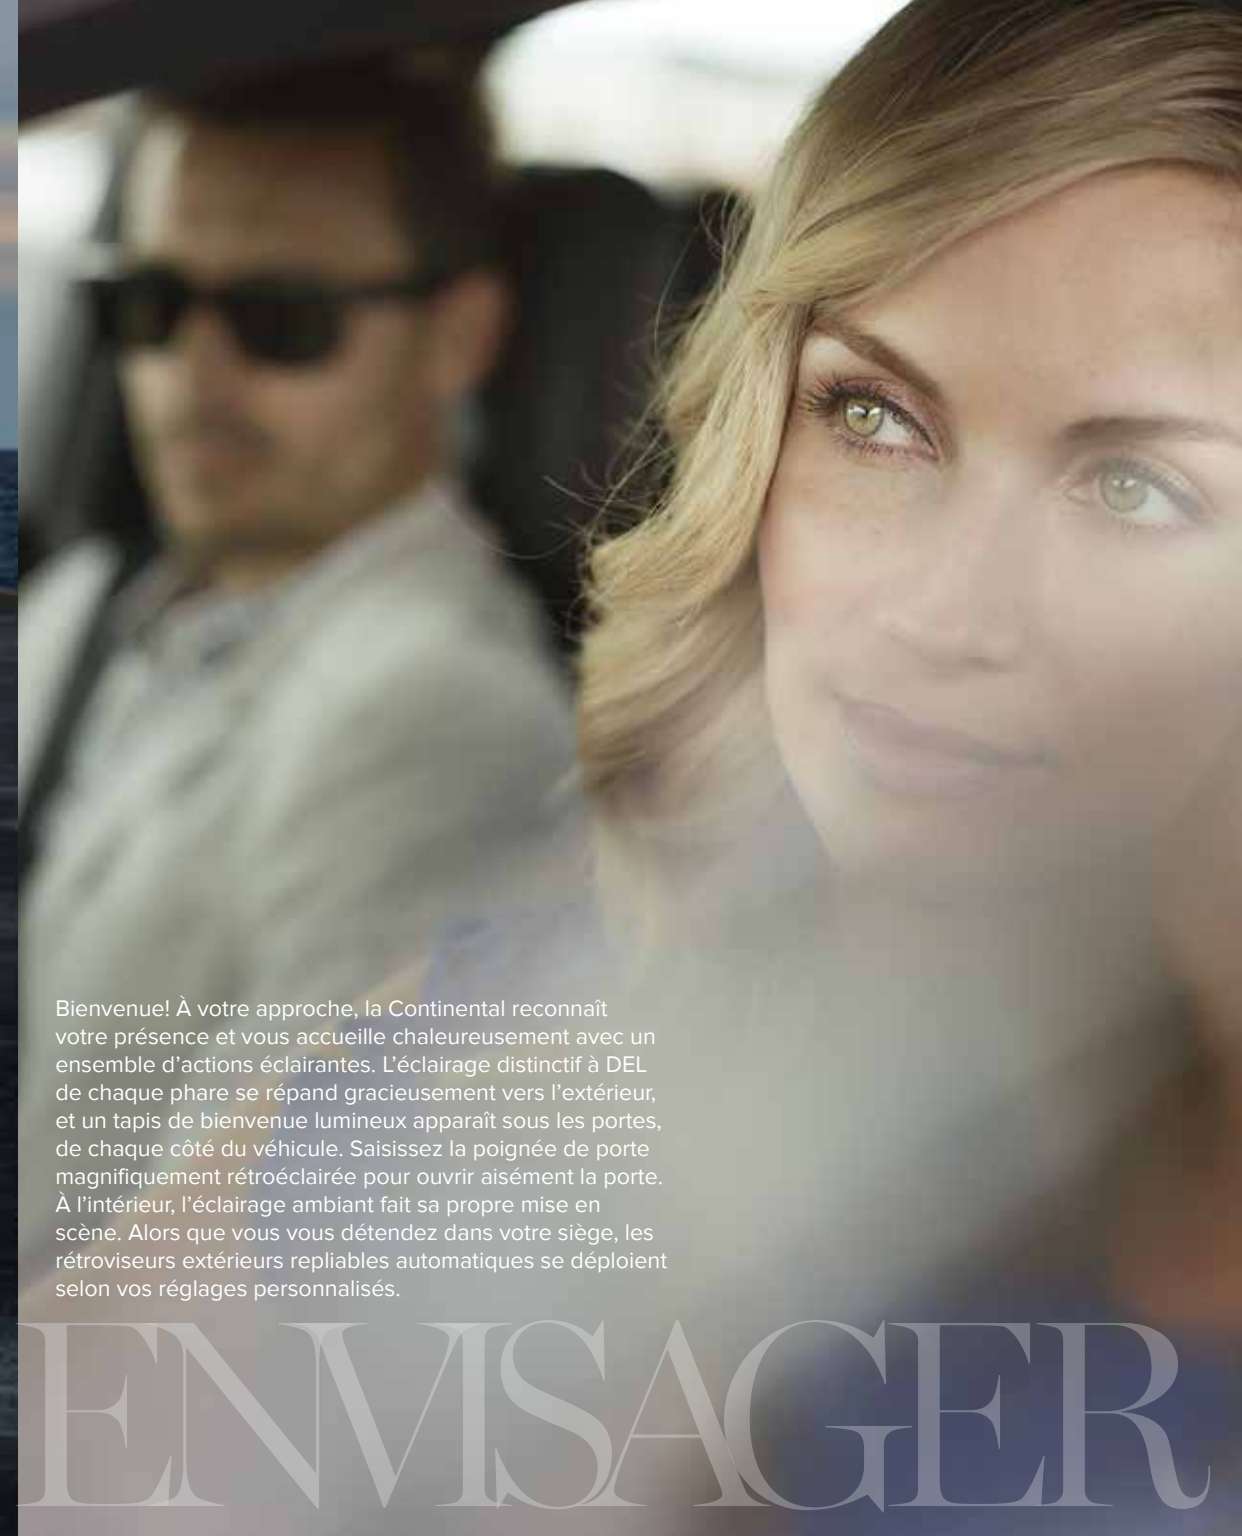 Bienvenue! À votre approche, la Continental reconnaît
votre présence et vous accueille chaleureusement avec un
ensemble d’actions éclairantes. L’éclairage distinctif à DEL
de chaque phare se répand gracieusement vers l’extérieur,
et un tapis de bienvenue lumineux apparaît sous les portes,
de chaque côté du véhicule. Saisissez la poignée de porte
magnifiquement rétroéclairée pour ouvrir aisément la porte.
À l’intérieur, l’éclairage ambiant fait sa propre mise en
scène. Alors que vous vous détendez dans votre siège, les
rétroviseurs extérieurs repliables automatiques se déploient
selon vos réglages personnalisés.
ENVISAGER